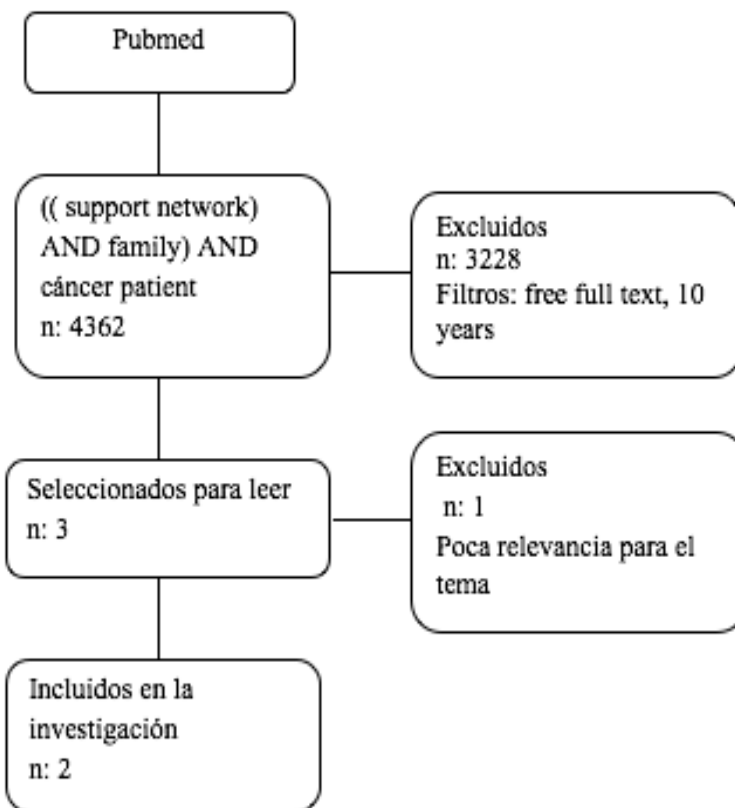 Pubmed
(( support network)
AND family) AND
cáncer patient
n: 4362
Excluidos
n: 3228
Filtros: free full text, 10
years
Seleccionados para leer
n: 3
Excluidos
n: 1
Poca relevancia para el
tema
Incluidos en la
investigación
n: 2